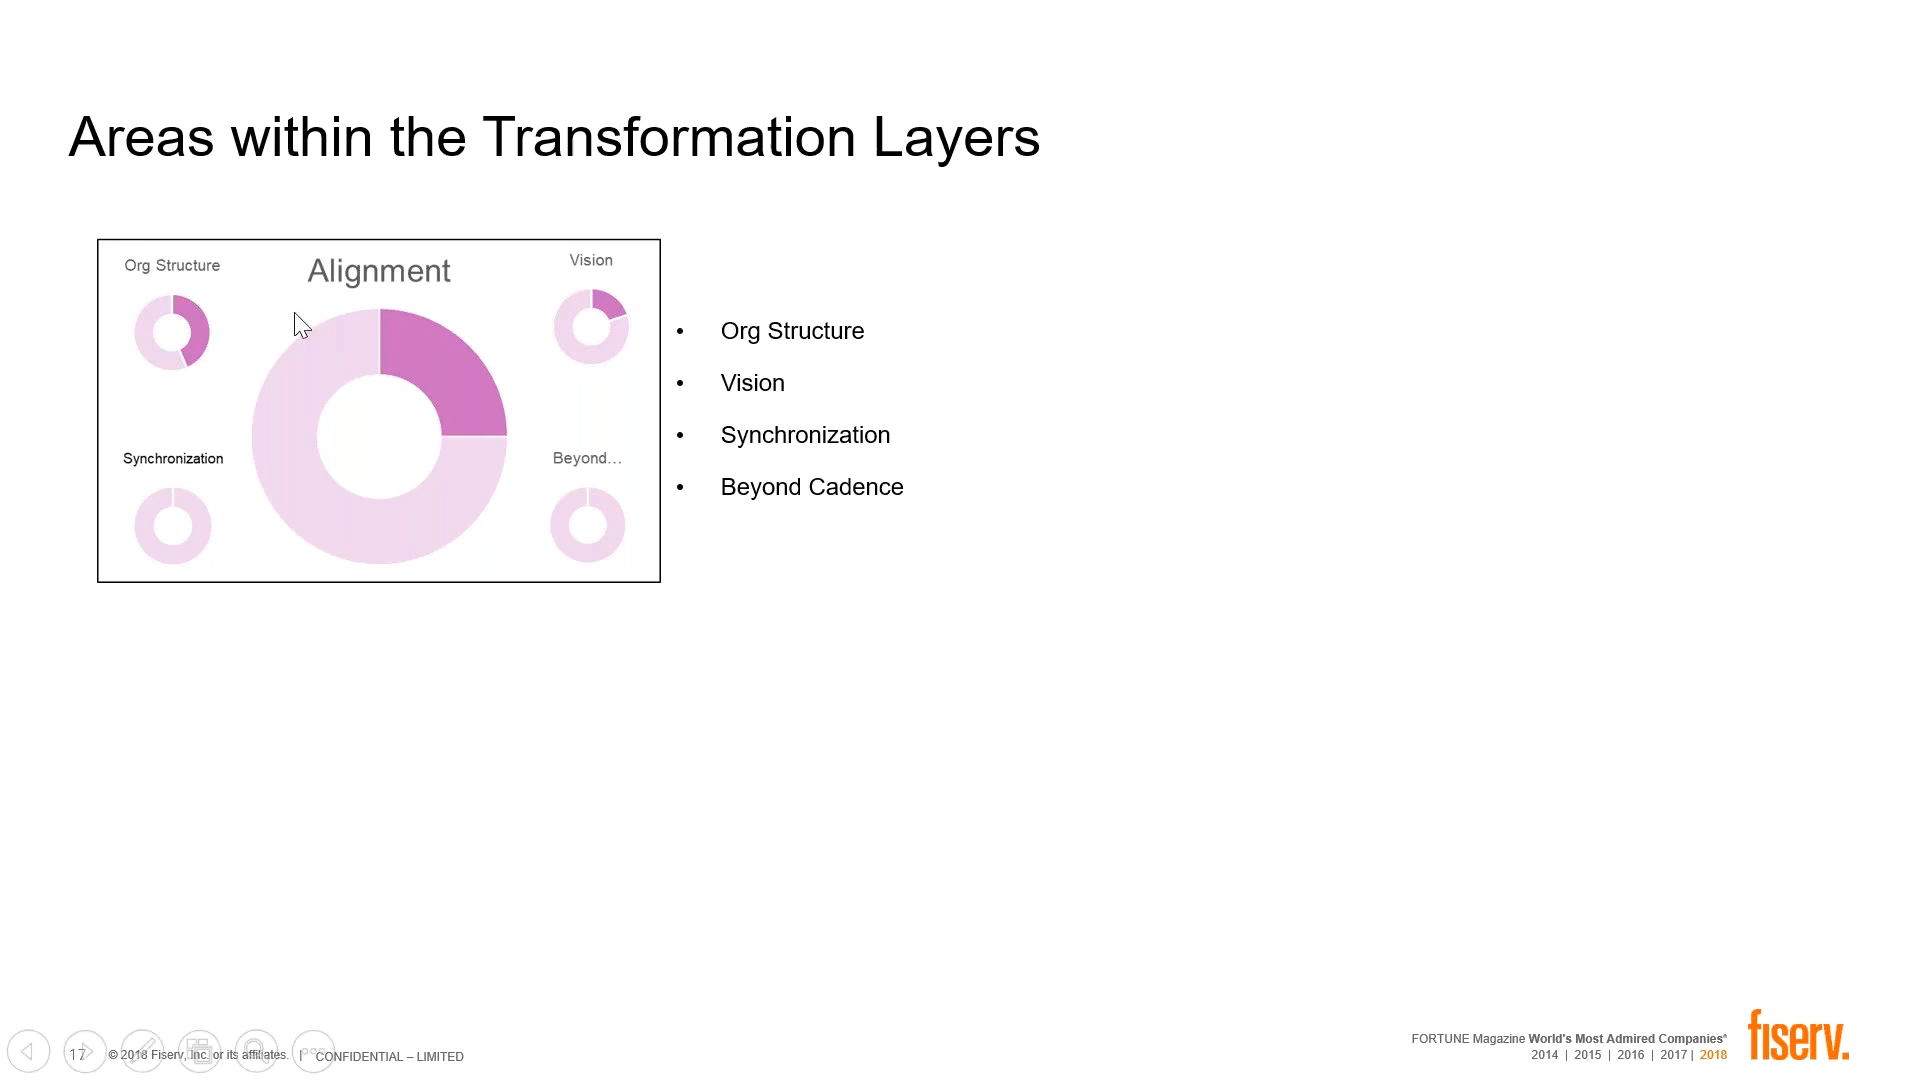 Areas within the Transformation Layers
Org Structure
Alignment
Vision
Synchronization
Beyond…
• Org Structure
• Vision
• Synchronization
• Beyond Cadence
17 © 2018 Fiserv, Inc. or its affiliates. | CONFIDENTIAL – LIMITED
FORTUNE Magazine World's Most Admired Companies®
2014 | 2015 | 2016 | 2017 | 2018
fiserv.